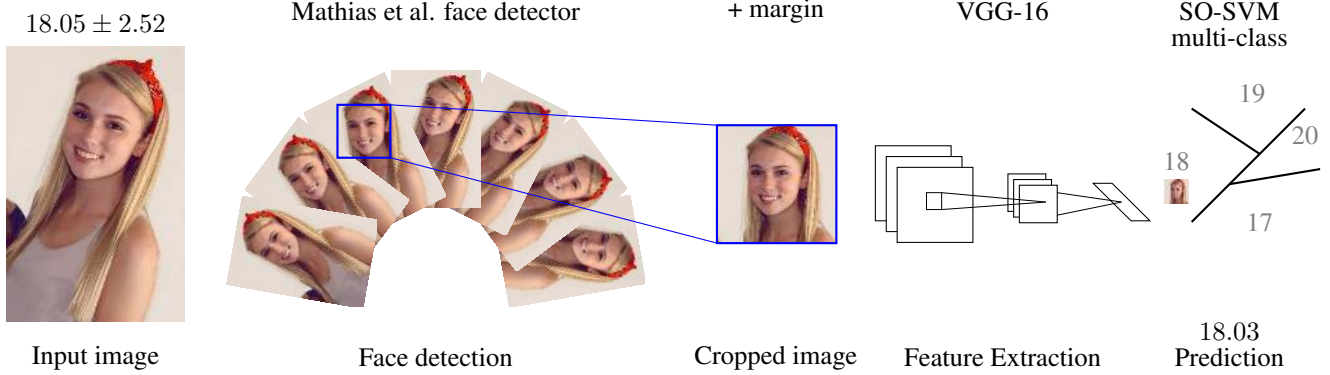 18.05 ± 2.52
Mathias et al. face detector
+ margin
VGG-16
SO-SVM
multi-class
19
20
18
17
18.03
Input image
Face detection
Cropped image
Feature Extraction
Prediction